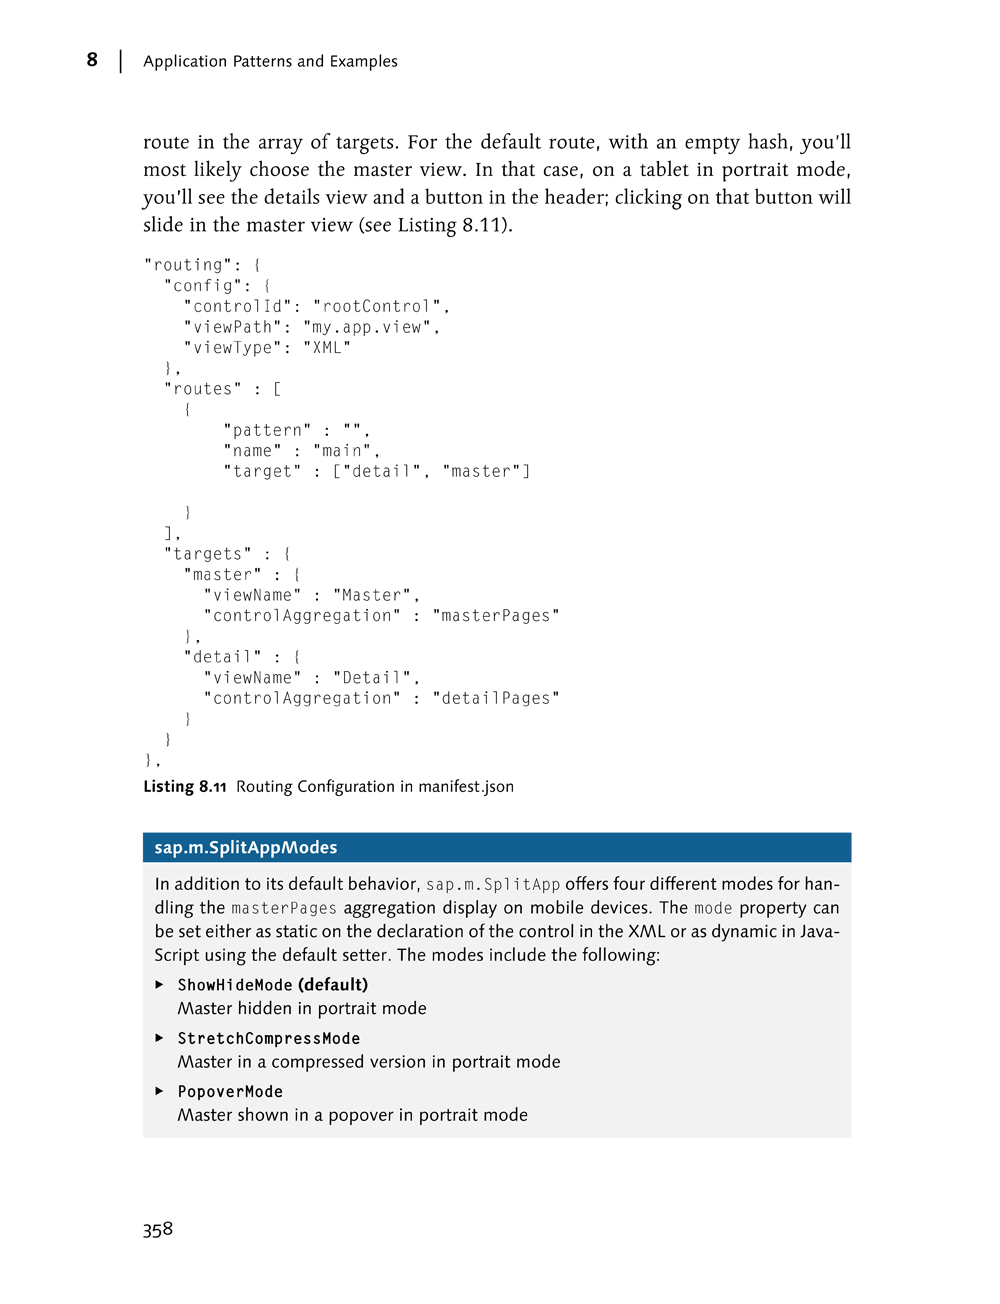 8 | Application Patterns and Examples
route in the array of targets. For the default route, with an empty hash, you’ll
most likely choose the master view. In that case, on a tablet in portrait mode,
you’ll see the details view and a button in the header; clicking on that button will
slide in the master view (see Listing 8.11).
"routing": {
  "config": {
    "controlId": "rootControl",
    "viewPath": "my.app.view",
    "viewType": "XML"
  },
  "routes" : [
    {
        "pattern" : "",
        "name" : "main",
        "target" : ["detail", "master"]
    }
  ],
  "targets" : {
    "master" : {
      "viewName" : "Master",
      "controlAggregation" : "masterPages"
    },
    "detail" : {
      "viewName" : "Detail",
      "controlAggregation" : "detailPages"
    }
  }
},
Listing 8.11 Routing Configuration in manifest.json
sap.m.SplitAppModes
In addition to its default behavior, sap.m.SplitApp offers four different modes for han-
dling the masterPages aggregation display on mobile devices. The mode property can
be set either as static on the declaration of the control in the XML or as dynamic in Java-
Script using the default setter. The modes include the following:
► ShowHideMode (default)
Master hidden in portrait mode
► StretchCompressMode
Master in a compressed version in portrait mode
► PopoverMode
Master shown in a popover in portrait mode
358